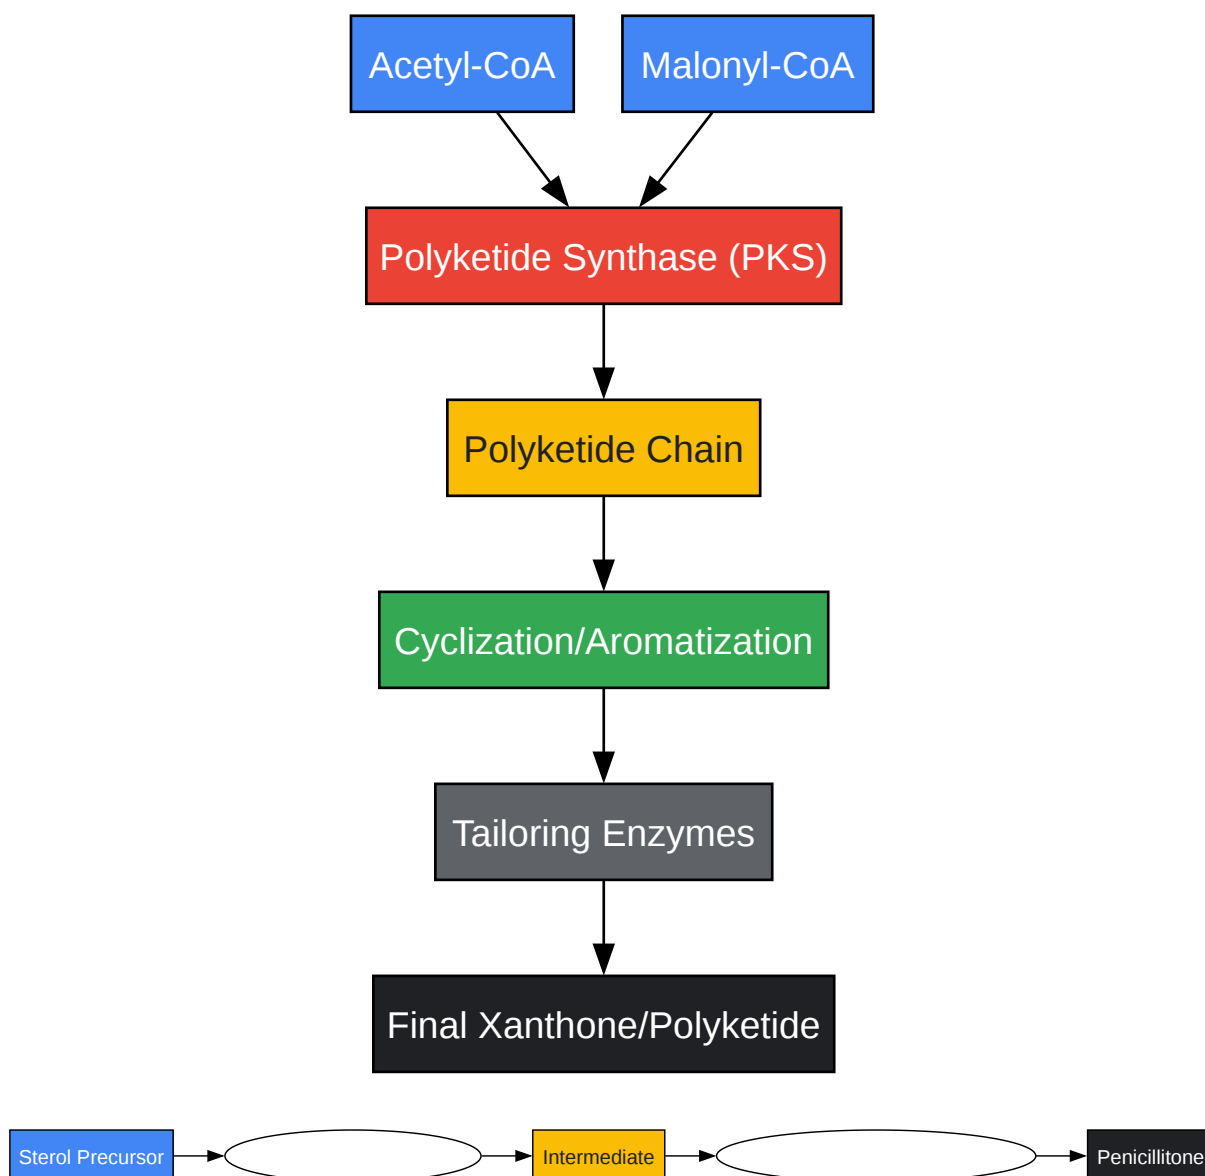 Acetyl-CoA
Malonyl-CoA
Polyketide Synthase (PKS)
Polyketide Chain
Cyclization/Aromatization
Tailoring Enzymes
Final Xanthone/Polyketide
Sterol Precursor
Intermediate
Penicillitone